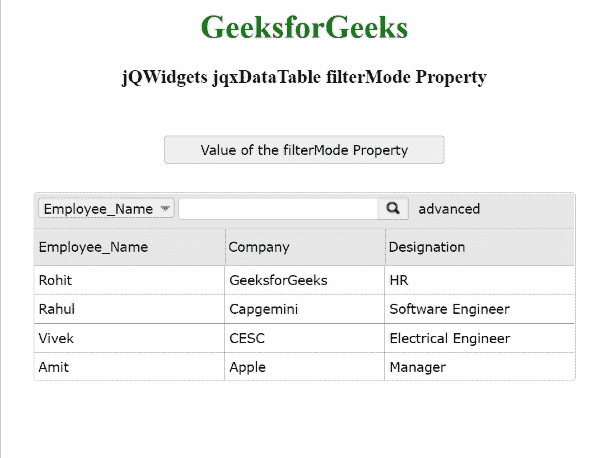 GeeksforGeeks
jQWidgets jqxDataTable filterMode Property
Value of the filterMode Property
Employee_Name advanced
Employee_Name Company Designation
Rohit GeeksforGeeks HR
Rahul Capgemini Software Engineer
Vivek CESC Electrical Engineer
Amit Apple Manager